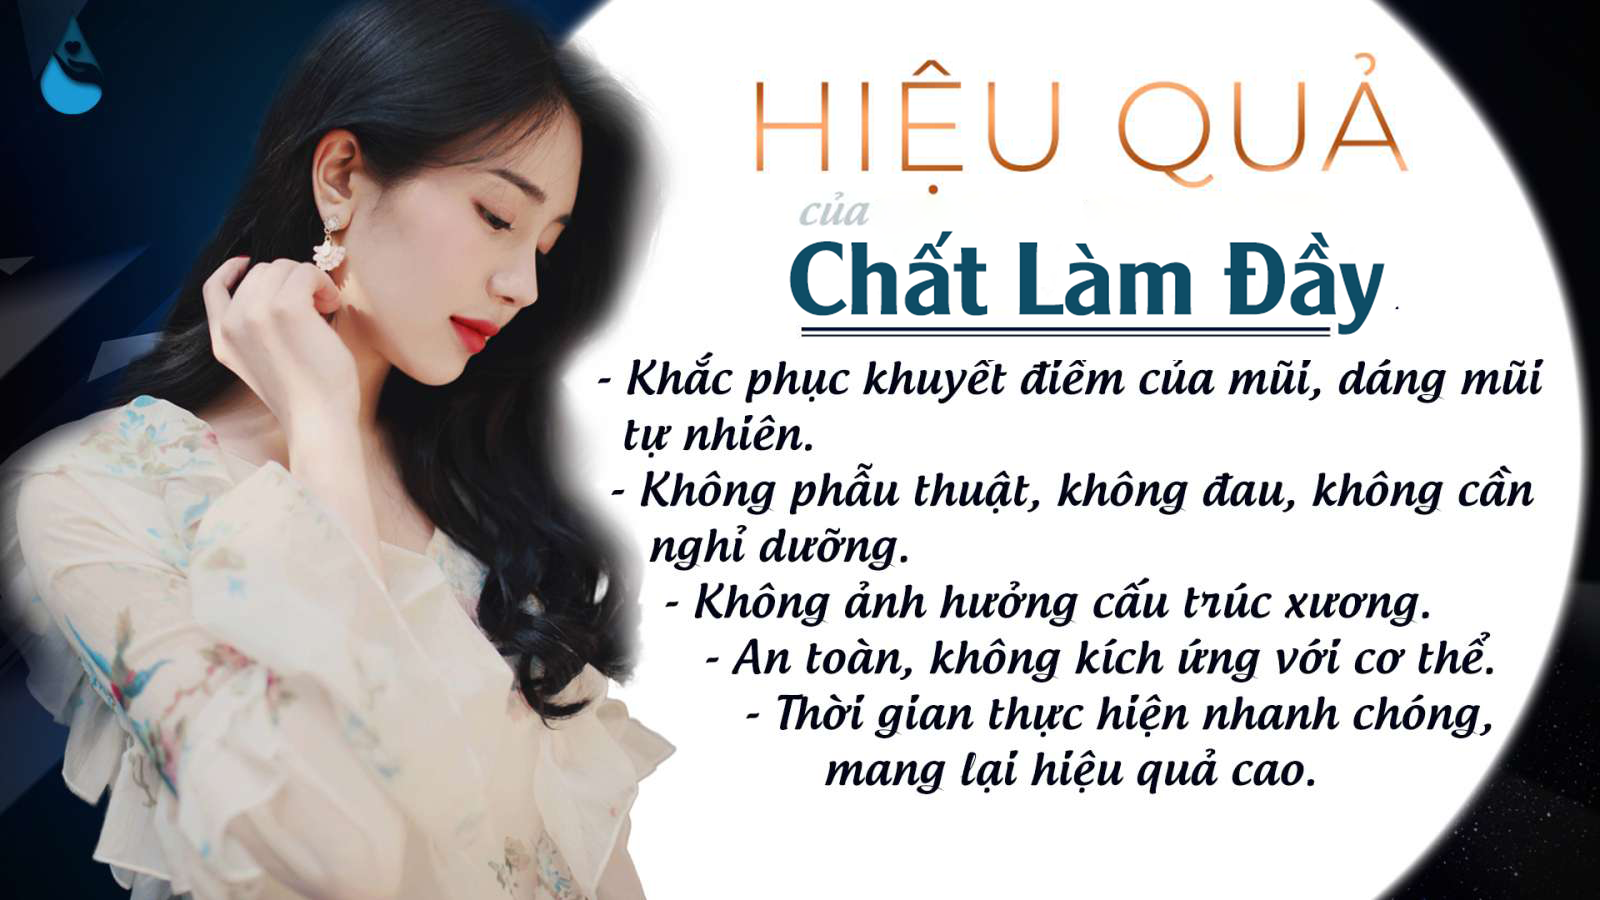 HIỆU QUẢ
của
Chất Làm Đầy
- Khắc phục khuyết điểm của mũi, dáng mũi
tự nhiên.
- Không phẫu thuật, không đau, không cần
nghỉ dưỡng.
- Không ảnh hưởng cấu trúc xương.
- An toàn, không kích ứng với cơ thể.
- Thời gian thực hiện nhanh chóng,
mang lại hiệu quả cao.